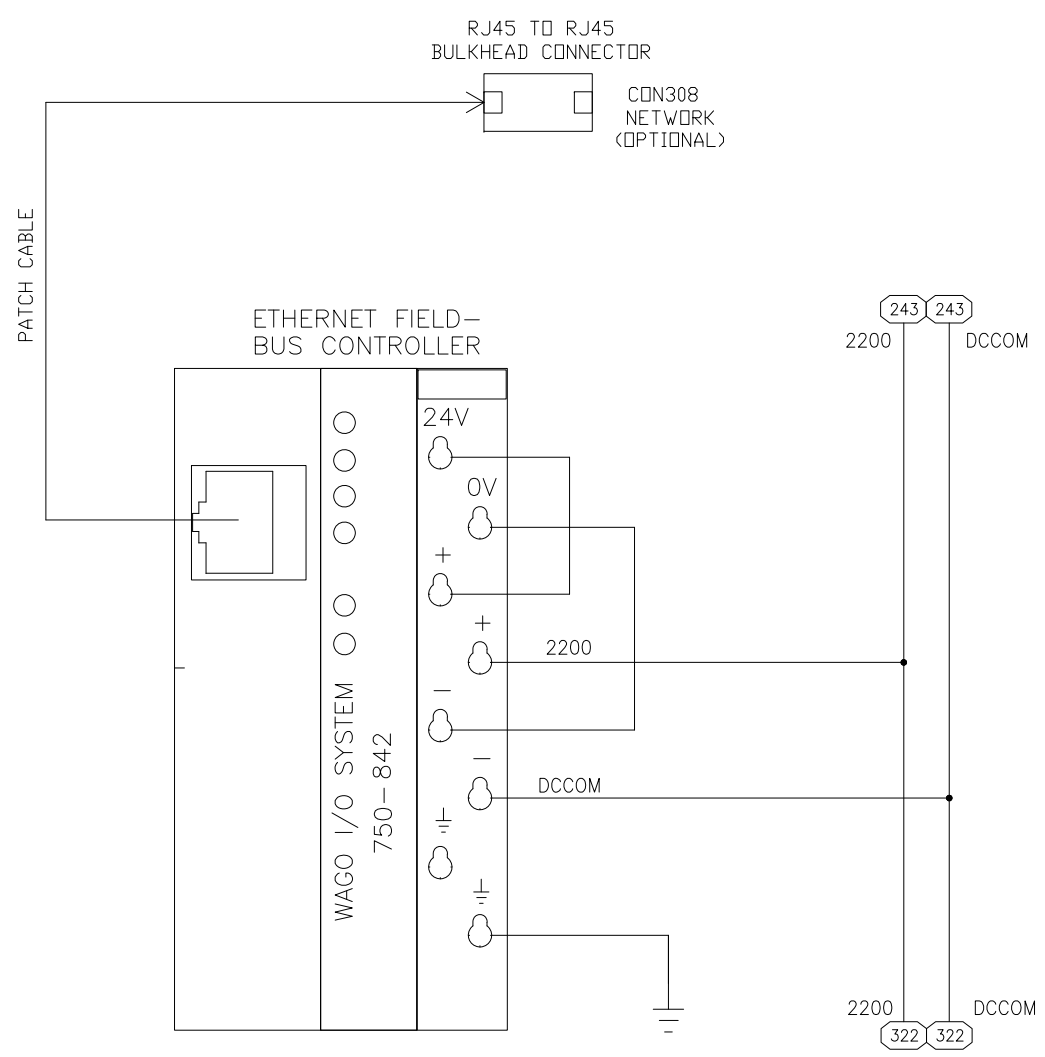 RJ45 TO RJ45
BULKHEAD CONNECTOR
CON308
NETWORK
(OPTIONAL)
PATCH CABLE
ETHERNET FIELD-
BUS CONTROLLER
243 243
2200 DCCOM
24V
0V
+
+
2200
-
-
DCCOM
WAGO I/O SYSTEM
750-842
2200 DCCOM
322 322